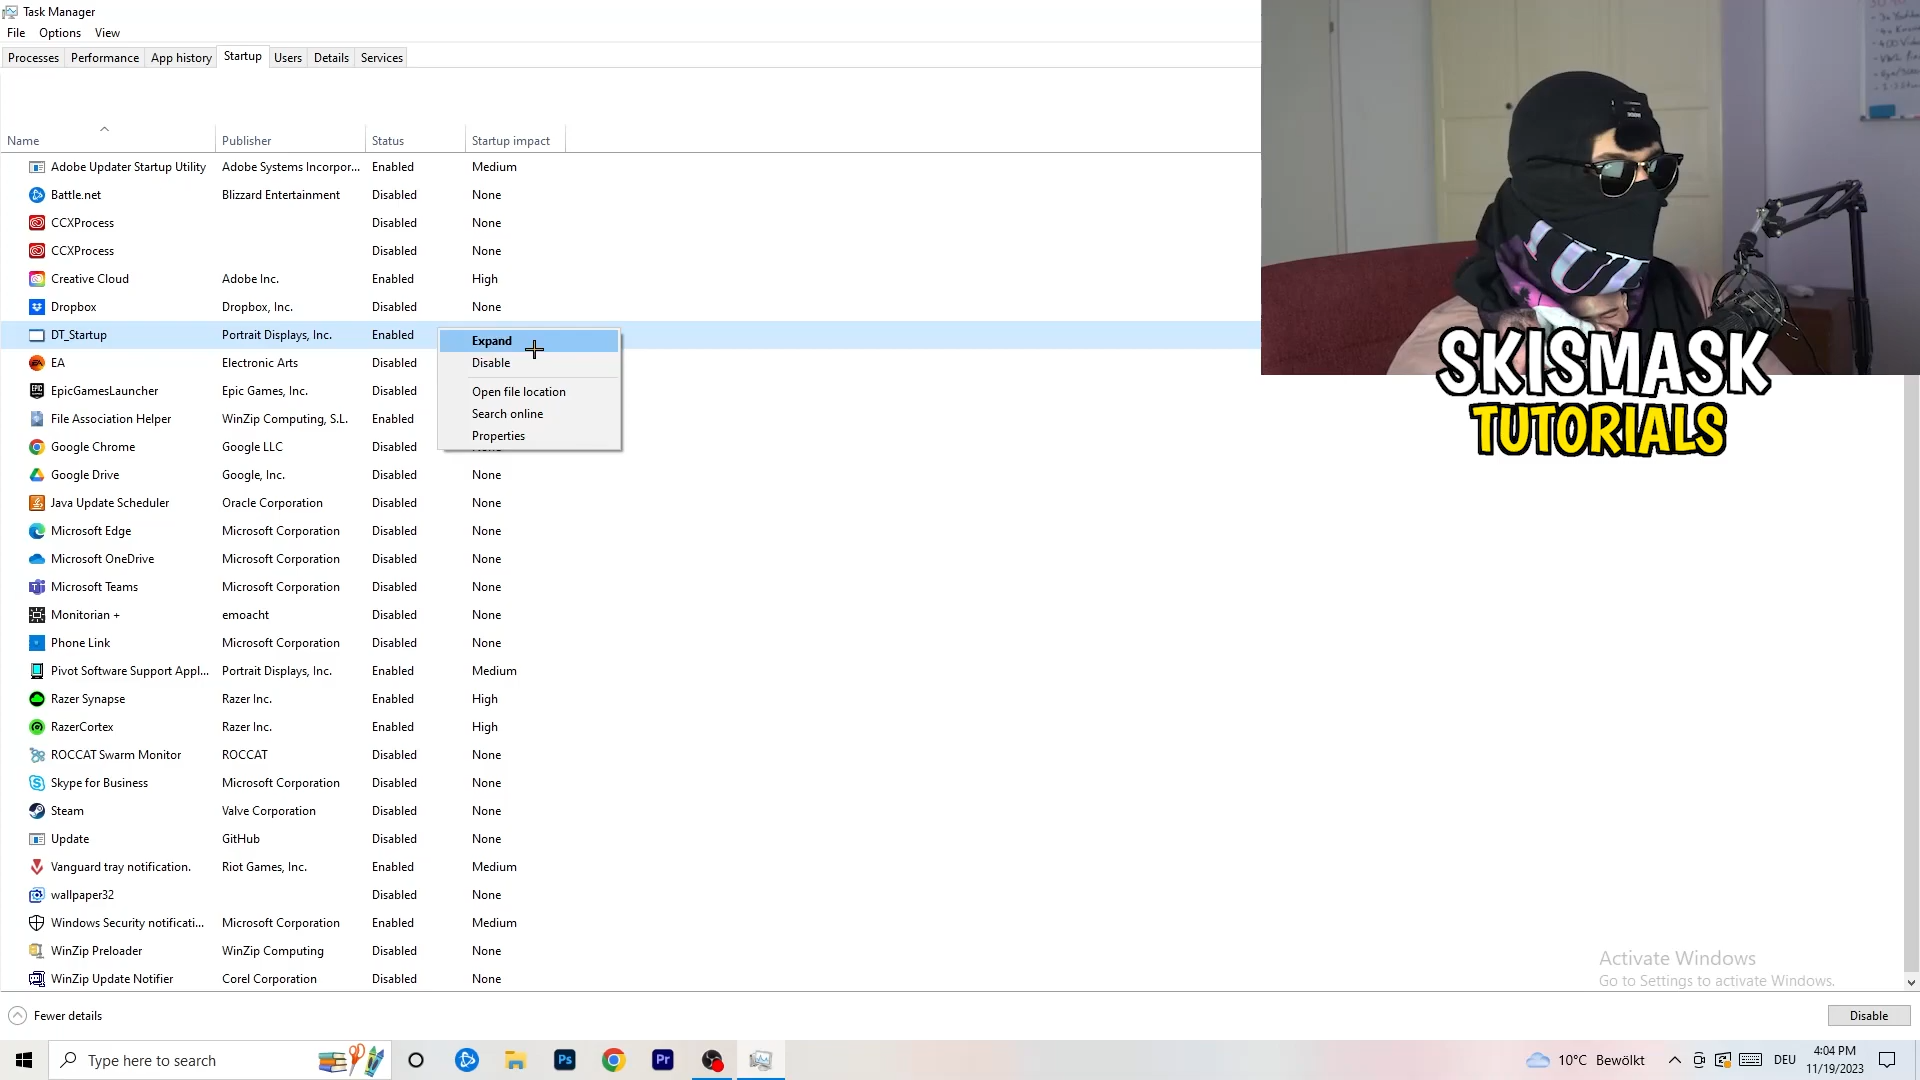 Task Manager
File Options View
Processes Performance App history Startup Users Details Services
Name Publisher Status Startup impact
Adobe Updater Startup Utility Adobe Systems Incorpor... Enabled Medium
Battle.net Blizzard Entertainment Disabled None
CCXProcess Disabled None
CCXProcess Disabled None
Creative Cloud Adobe Inc. Enabled High
Dropbox Dropbox, Inc. Disabled None
DT_Startup Portrait Displays, Inc. Enabled
EA Electronic Arts Disabled
EpicGamesLauncher Epic Games, Inc. Disabled
File Association Helper WinZip Computing, S.L. Enabled
Google Chrome Google LLC Disabled
Google Drive Google, Inc. Disabled None
Java Update Scheduler Oracle Corporation Disabled None
Microsoft Edge Microsoft Corporation Disabled None
Microsoft OneDrive Microsoft Corporation Disabled None
Microsoft Teams Microsoft Corporation Disabled None
Monitorian + emoacht Disabled None
Phone Link Microsoft Corporation Disabled None
Pivot Software Support Appl... Portrait Displays, Inc. Enabled Medium
Razer Synapse Razer Inc. Enabled High
RazerCortex Razer Inc. Enabled High
ROCCAT Swarm Monitor ROCCAT Disabled None
Skype for Business Microsoft Corporation Disabled None
Steam Valve Corporation Disabled None
Update GitHub Disabled None
Vanguard tray notification. Riot Games, Inc. Enabled Medium
wallpaper32 Disabled None
Windows Security notificati... Microsoft Corporation Enabled Medium
WinZip Preloader WinZip Computing Disabled None
WinZip Update Notifier Corel Corporation Disabled None
Expand
Disable
Open file location
Search online
Properties
SKISMASK
TUTORIALS
Activate Windows
Go to Settings to activate Windows.
Fewer details
Disable
Type here to search
Ps
Pr
10°C Bewölkt
DEU
4:04 PM
11/19/2023